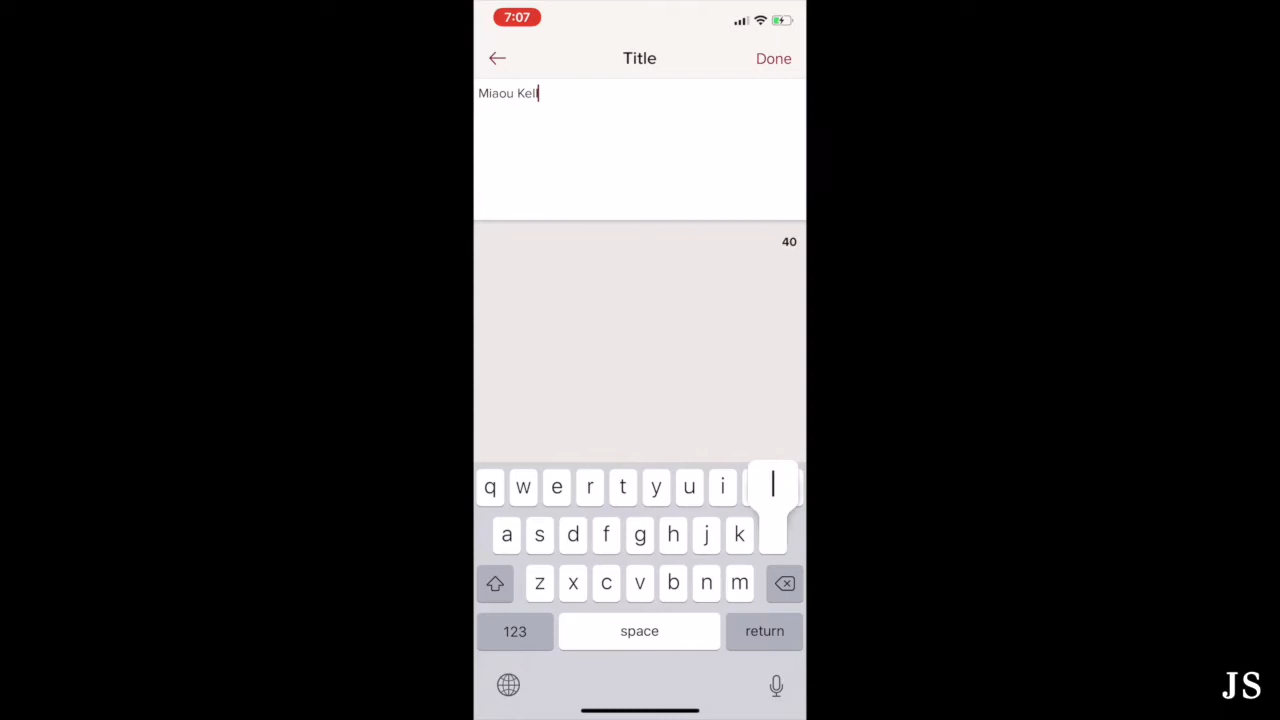 7:07
Title
Done
Miaou Kell
40
q w e r t y u i
l
a s d f g h j k
z x c v b n m
123
space
return
JS